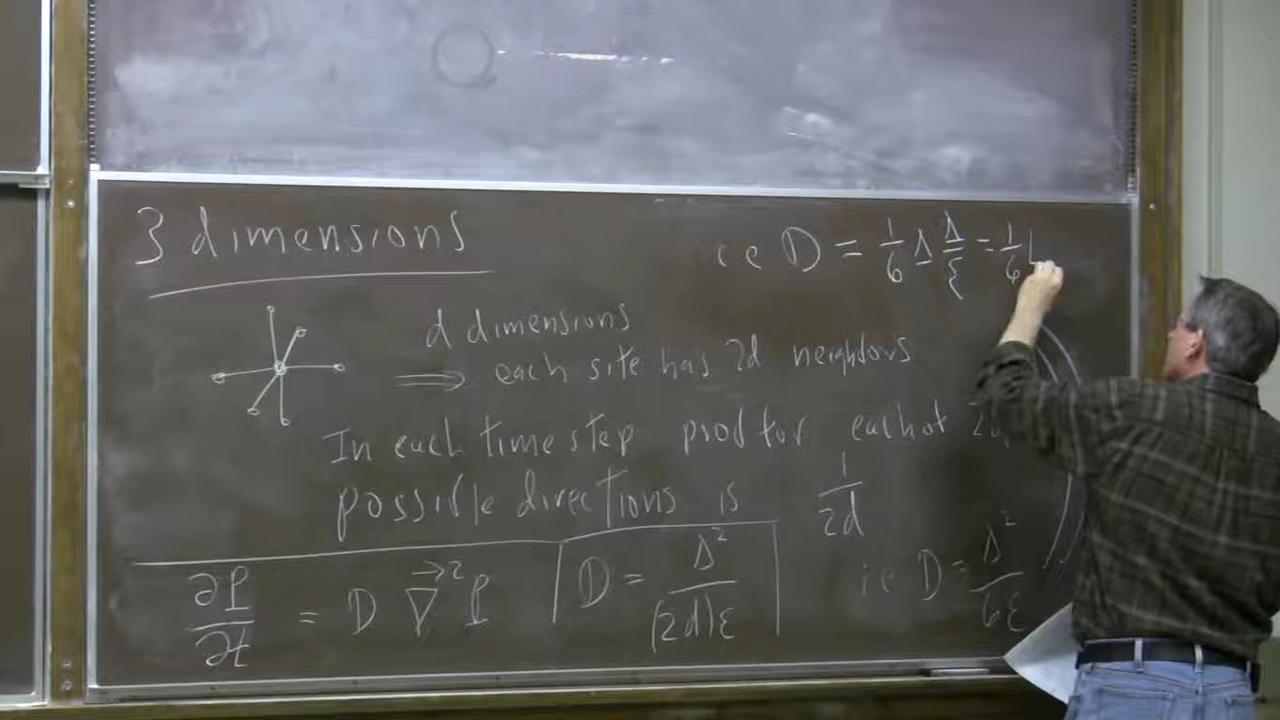 3 dimensions
ie D = 1/6 Δ Δ/ε = 1/6 L
d dimensions
⟹ each site has 2d neighbors
In each time step prob for each of
possible directions is 1/2d
∂P/∂t = D ∇⃗² P
D = Δ²/(2d)ε
ie D = Δ²/6ε